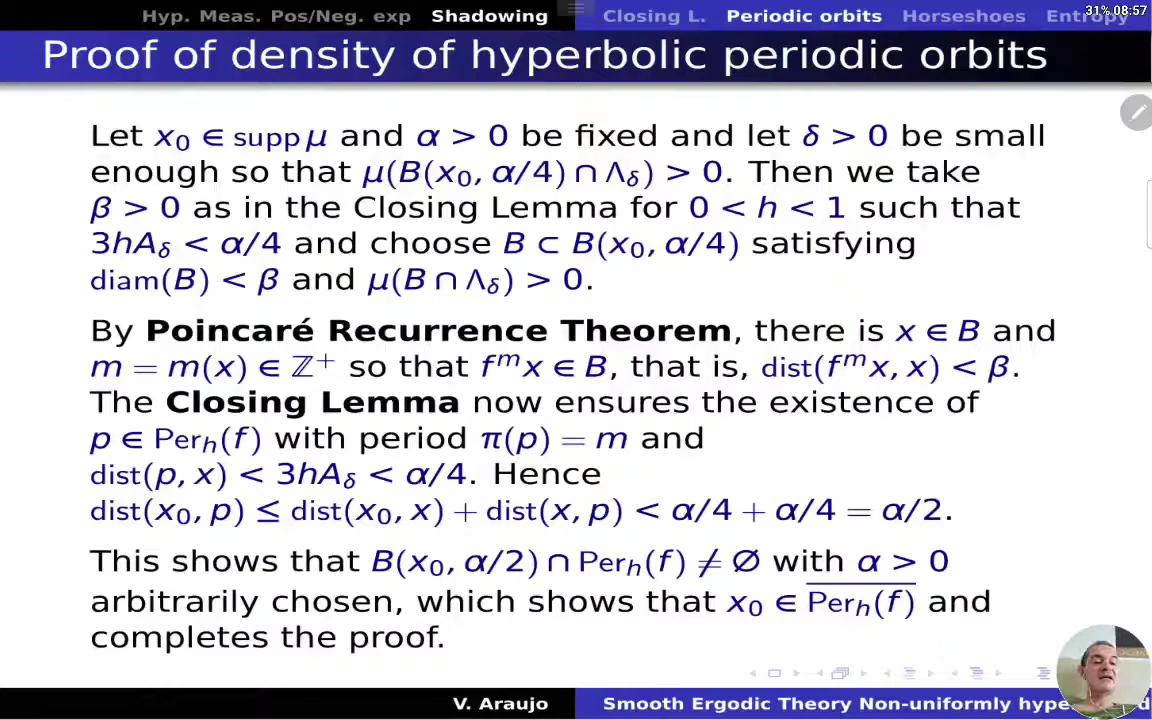 Hyp. Meas. Pos/Neg. exp Shadowing Closing L. Periodic orbits Horseshoes Entropy
31% 08:57
Proof of density of hyperbolic periodic orbits
Let x₀ ∈ supp μ and α > 0 be fixed and let δ > 0 be small
enough so that μ(B(x₀, α/4) ∩ Λ_δ) > 0. Then we take
β > 0 as in the Closing Lemma for 0 < h < 1 such that
3hA_δ < α/4 and choose B ⊂ B(x₀, α/4) satisfying
diam(B) < β and μ(B ∩ Λ_δ) > 0.
By Poincaré Recurrence Theorem, there is x ∈ B and
m = m(x) ∈ ℤ⁺ so that fᵐx ∈ B, that is, dist(fᵐx, x) < β.
The Closing Lemma now ensures the existence of
p ∈ Perₕ(f) with period π(p) = m and
dist(p, x) < 3hA_δ < α/4. Hence
dist(x₀, p) ≤ dist(x₀, x) + dist(x, p) < α/4 + α/4 = α/2.
This shows that B(x₀, α/2) ∩ Perₕ(f) ≠ ∅ with α > 0
arbitrarily chosen, which shows that x₀ ∈ \overline{Perₕ(f)} and
completes the proof.
V. Araujo Smooth Ergodic Theory Non-uniformly hype